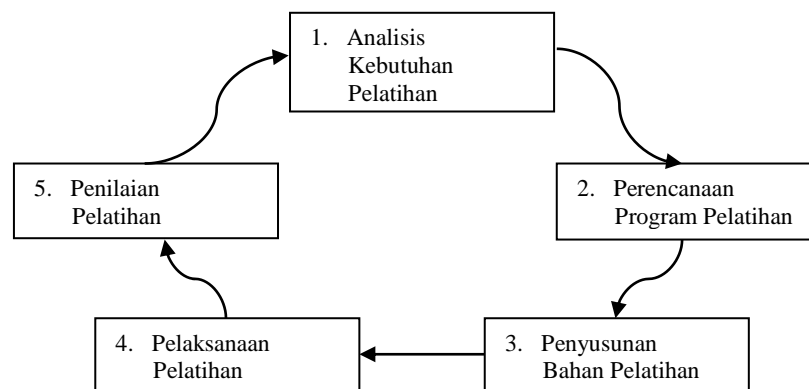 1. Analisis
Kebutuhan
Pelatihan
2. Perencanaan
Program Pelatihan
3. Penyusunan
Bahan Pelatihan
4. Pelaksanaan
Pelatihan
5. Penilaian
Pelatihan